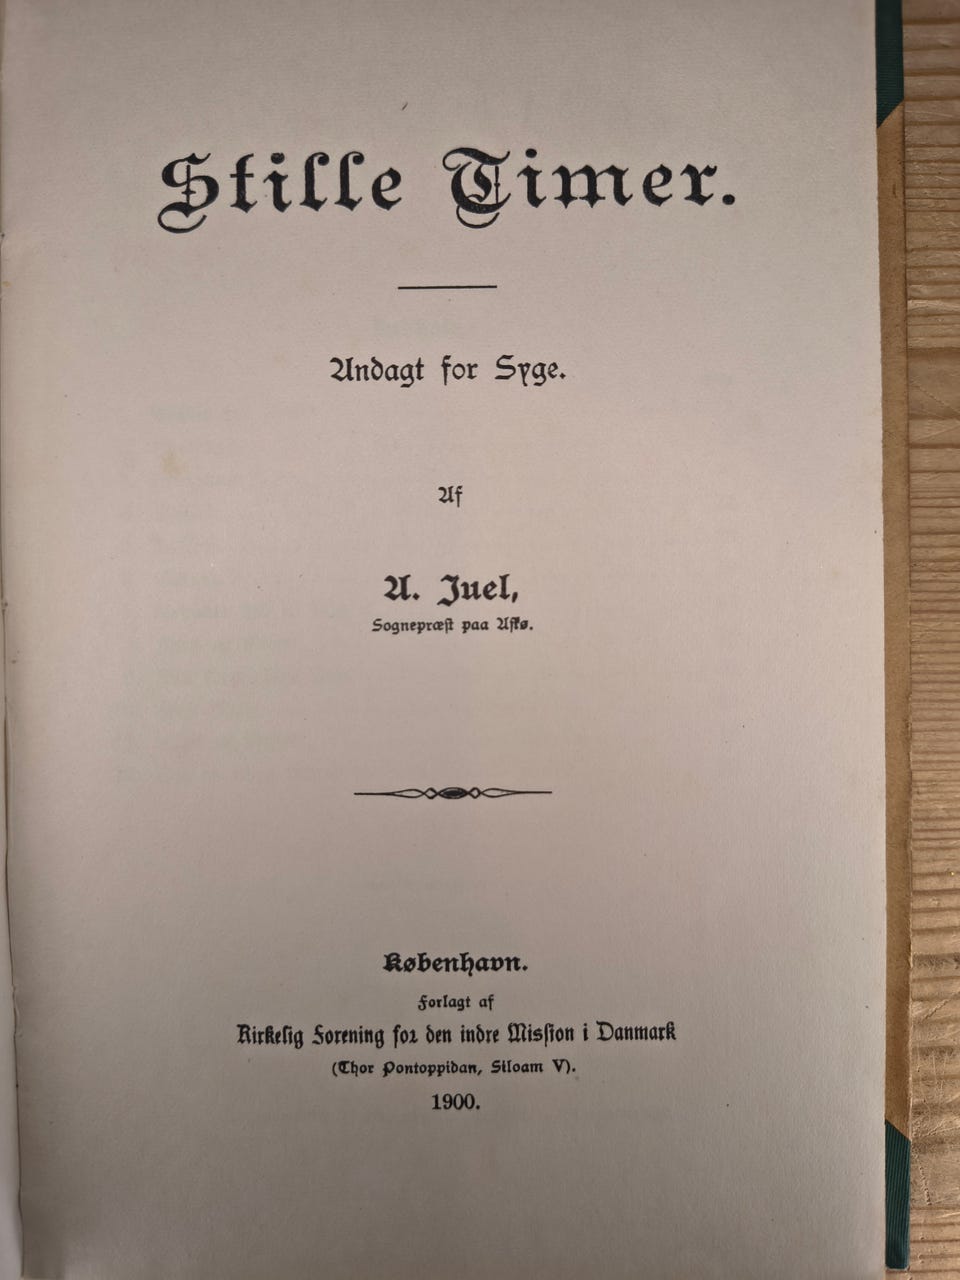 Stille Timer.
Andagt for Syge.
Af
A. Juel,
Sognepræst paa Askø.
København.
Forlagt af
Kirkelig Forening for den indre Mission i Danmark
(Thor Pontoppidan, Siloam V).
1900.